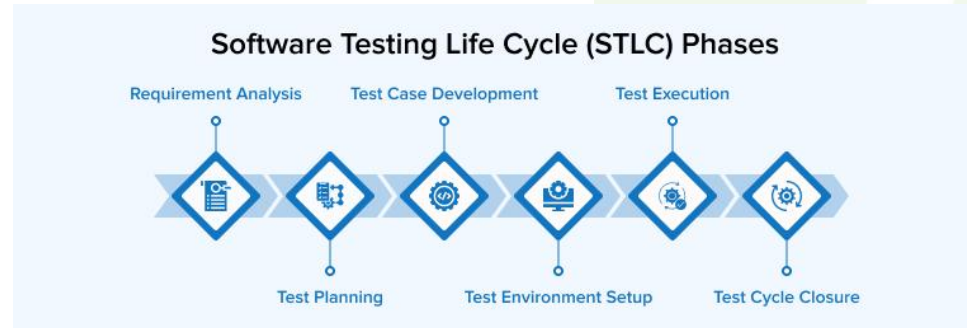 Software Testing Life Cycle (STLC) Phases
Requirement Analysis
Test Case Development
Test Execution
Test Planning
Test Environment Setup
Test Cycle Closure